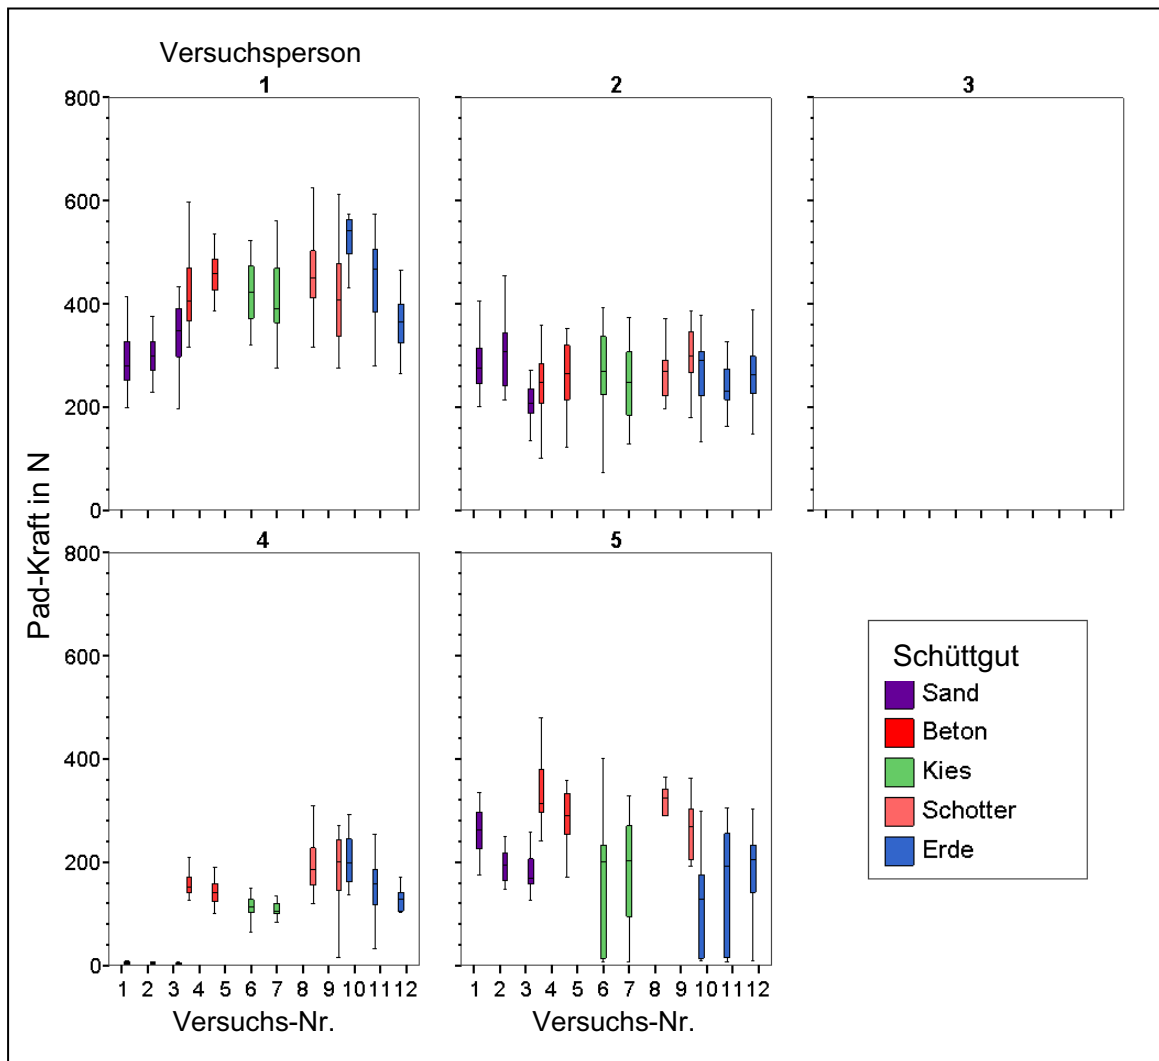 Versuchsperson
1 2 3
800
600
400
200
0
Pad-Kraft in N
4 5
800
600
400
200
0
1 2 3 4 5 6 7 8 9 10 11 12 1 2 3 4 5 6 7 8 9 10 11 12
Versuchs-Nr. Versuchs-Nr.
Schüttgut
Sand
Beton
Kies
Schotter
Erde